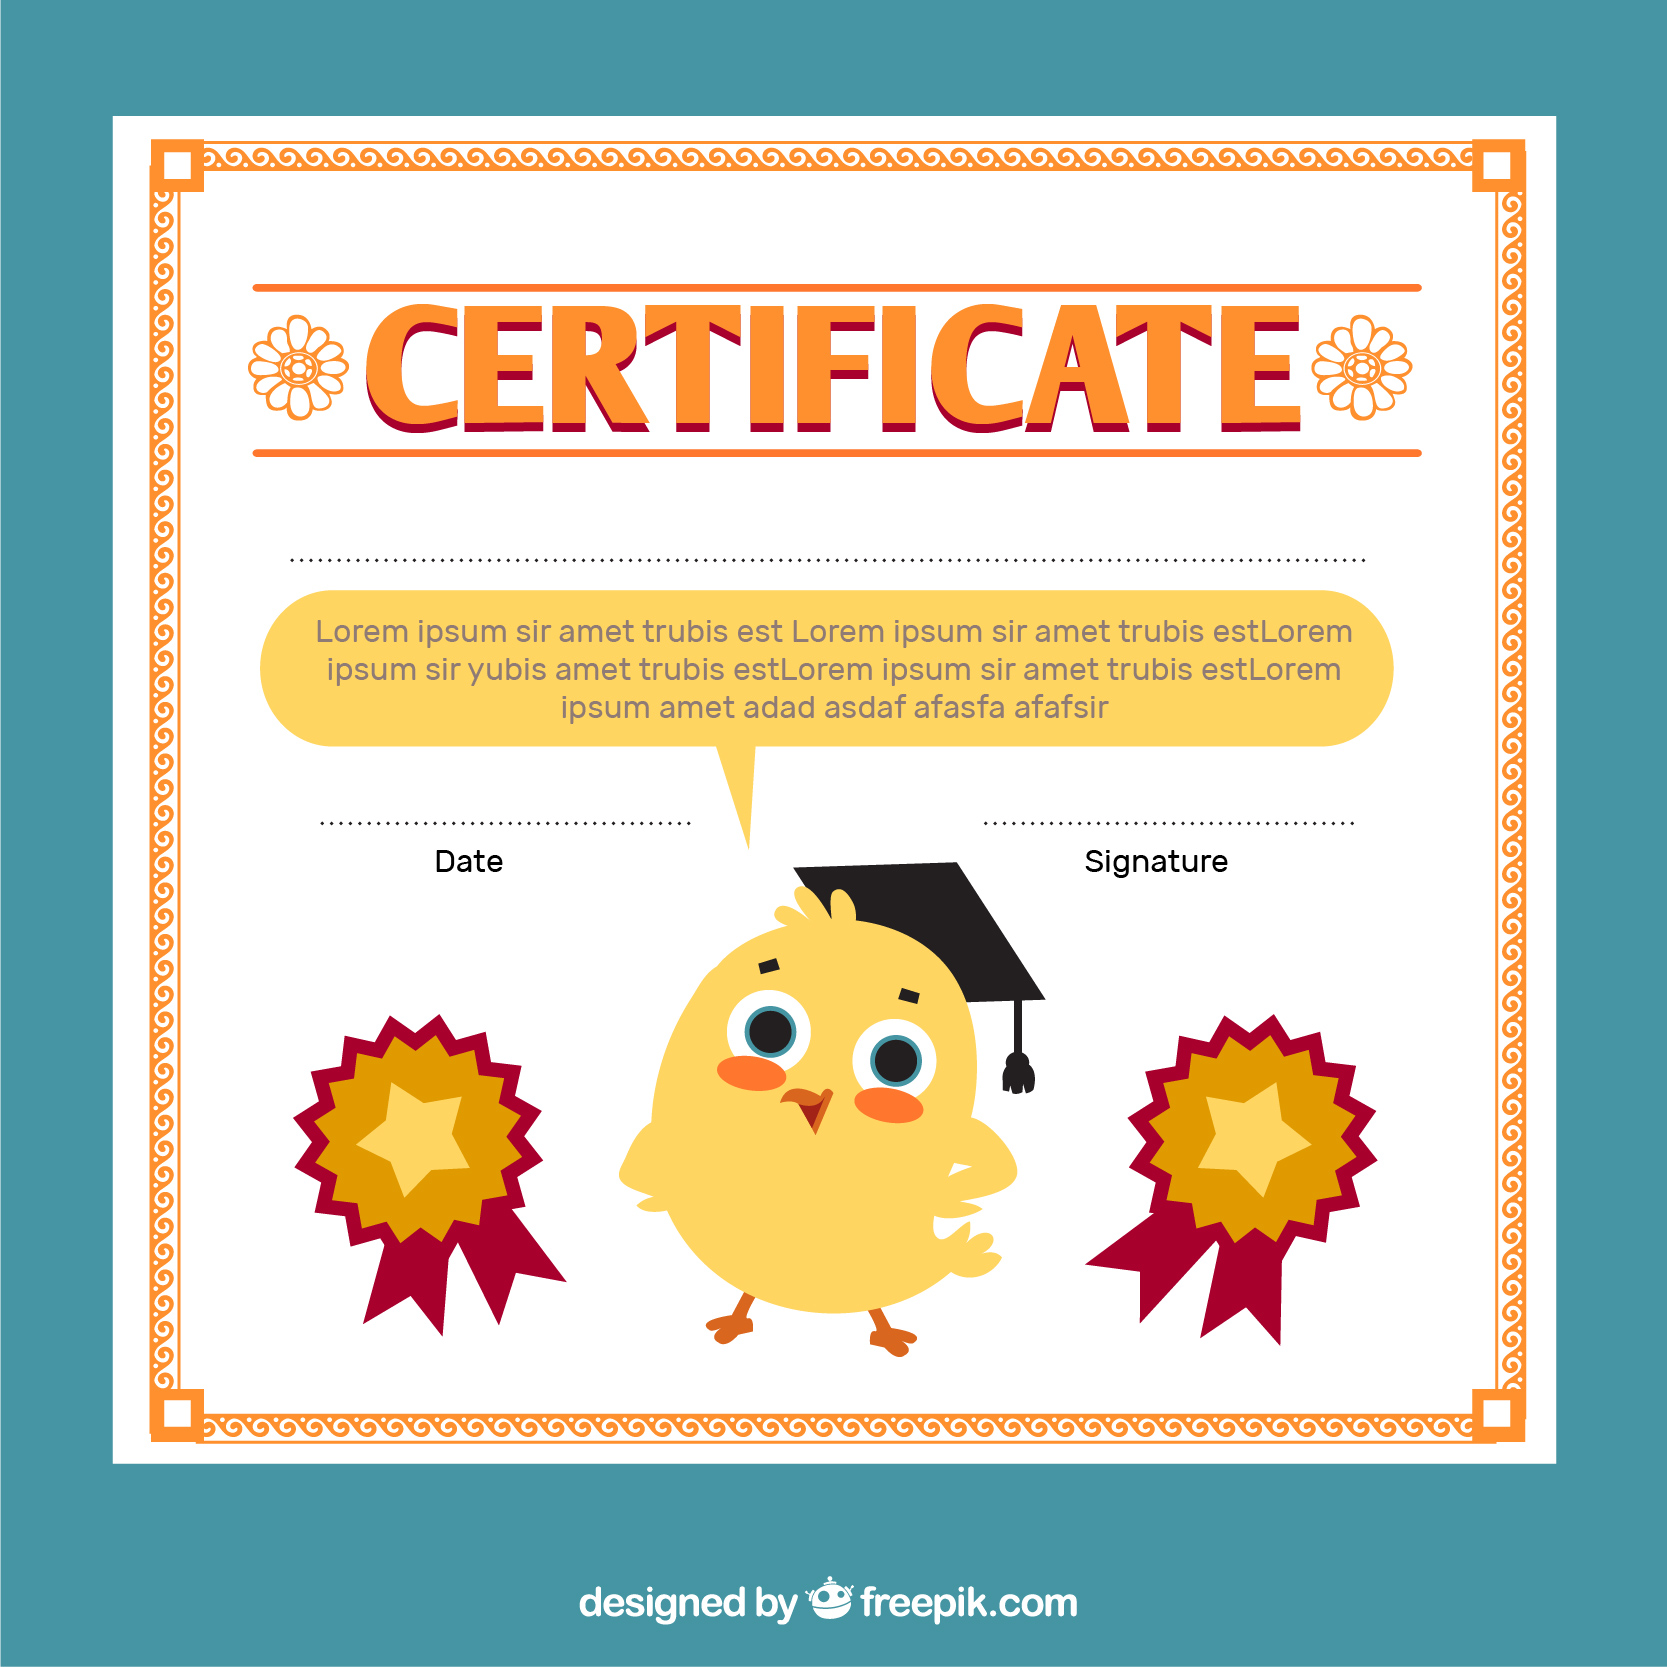 CERTIFICATE
Lorem ipsum sir amet trubis est Lorem ipsum sir amet trubis estLorem
ipsum sir yubis amet trubis estLorem ipsum sir amet trubis estLorem
ipsum amet adad asdaf afasfa afafsir
Date
Signature
designed by freepik.com